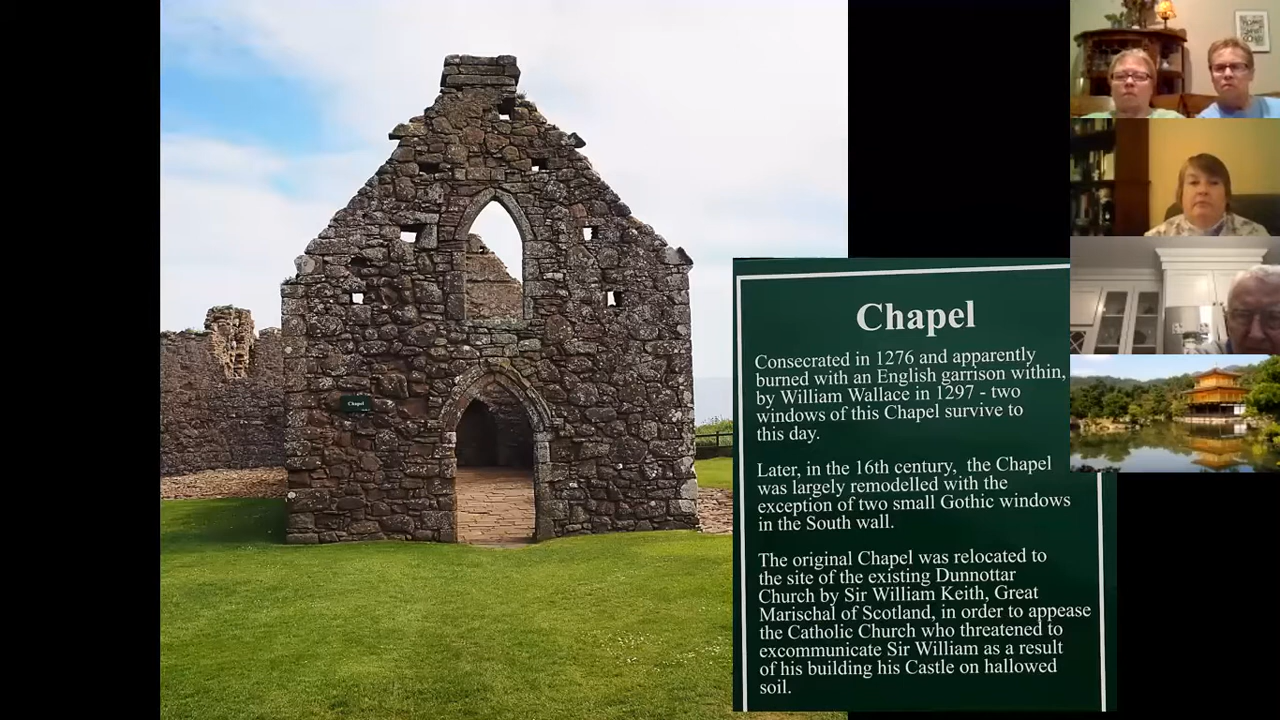 Chapel
Chapel
Consecrated in 1276 and apparently
burned with an English garrison within,
by William Wallace in 1297 - two
windows of this Chapel survive to
this day.
Later, in the 16th century, the Chapel
was largely remodelled with the
exception of two small Gothic windows
in the South wall.
The original Chapel was relocated to
the site of the existing Dunnottar
Church by Sir William Keith, Great
Marischal of Scotland, in order to appease
the Catholic Church who threatened to
excommunicate Sir William as a result
of his building his Castle on hallowed
soil.